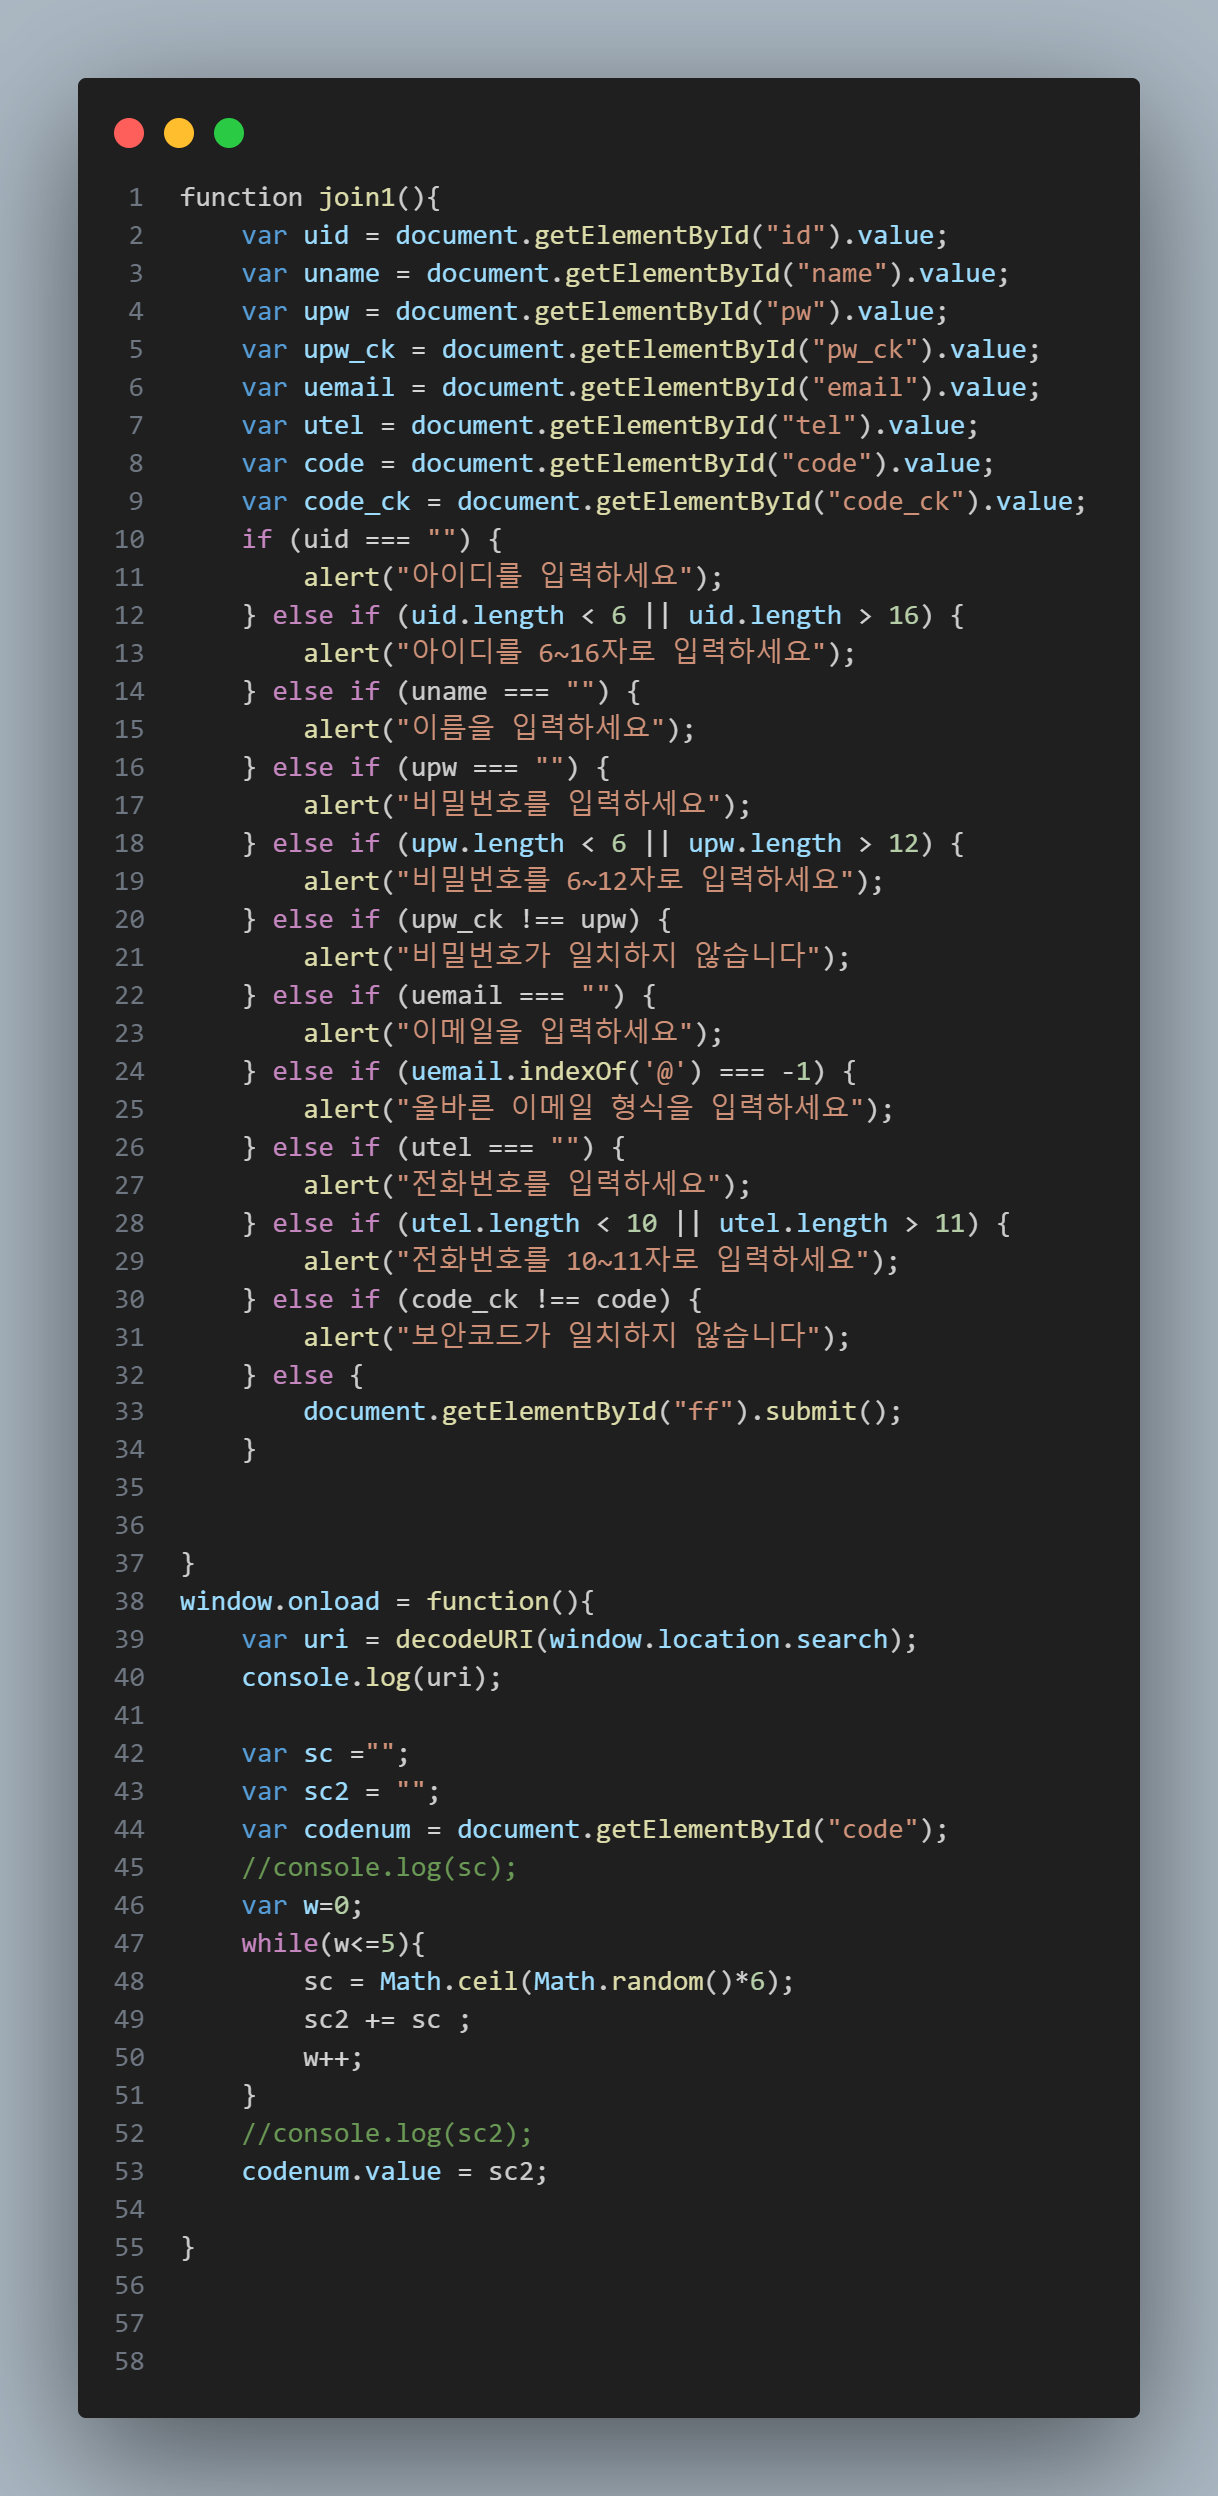 1 function join1(){
2 var uid = document.getElementById("id").value;
3 var uname = document.getElementById("name").value;
4 var upw = document.getElementById("pw").value;
5 var upw_ck = document.getElementById("pw_ck").value;
6 var uemail = document.getElementById("email").value;
7 var utel = document.getElementById("tel").value;
8 var code = document.getElementById("code").value;
9 var code_ck = document.getElementById("code_ck").value;
10 if (uid === "") {
11 alert("아이디를 입력하세요");
12 } else if (uid.length < 6 || uid.length > 16) {
13 alert("아이디를 6~16자로 입력하세요");
14 } else if (uname === "") {
15 alert("이름을 입력하세요");
16 } else if (upw === "") {
17 alert("비밀번호를 입력하세요");
18 } else if (upw.length < 6 || upw.length > 12) {
19 alert("비밀번호를 6~12자로 입력하세요");
20 } else if (upw_ck !== upw) {
21 alert("비밀번호가 일치하지 않습니다");
22 } else if (uemail === "") {
23 alert("이메일을 입력하세요");
24 } else if (uemail.indexOf('@') === -1) {
25 alert("올바른 이메일 형식을 입력하세요");
26 } else if (utel === "") {
27 alert("전화번호를 입력하세요");
28 } else if (utel.length < 10 || utel.length > 11) {
29 alert("전화번호를 10~11자로 입력하세요");
30 } else if (code_ck !== code) {
31 alert("보안코드가 일치하지 않습니다");
32 } else {
33 document.getElementById("ff").submit();
34 }
35
36
37 }
38 window.onload = function(){
39 var uri = decodeURI(window.location.search);
40 console.log(uri);
41
42 var sc ="";
43 var sc2 = "";
44 var codenum = document.getElementById("code");
45 //console.log(sc);
46 var w=0;
47 while(w<=5){
48 sc = Math.ceil(Math.random()*6);
49 sc2 += sc ;
50 w++;
51 }
52 //console.log(sc2);
53 codenum.value = sc2;
54
55 }
56
57
58